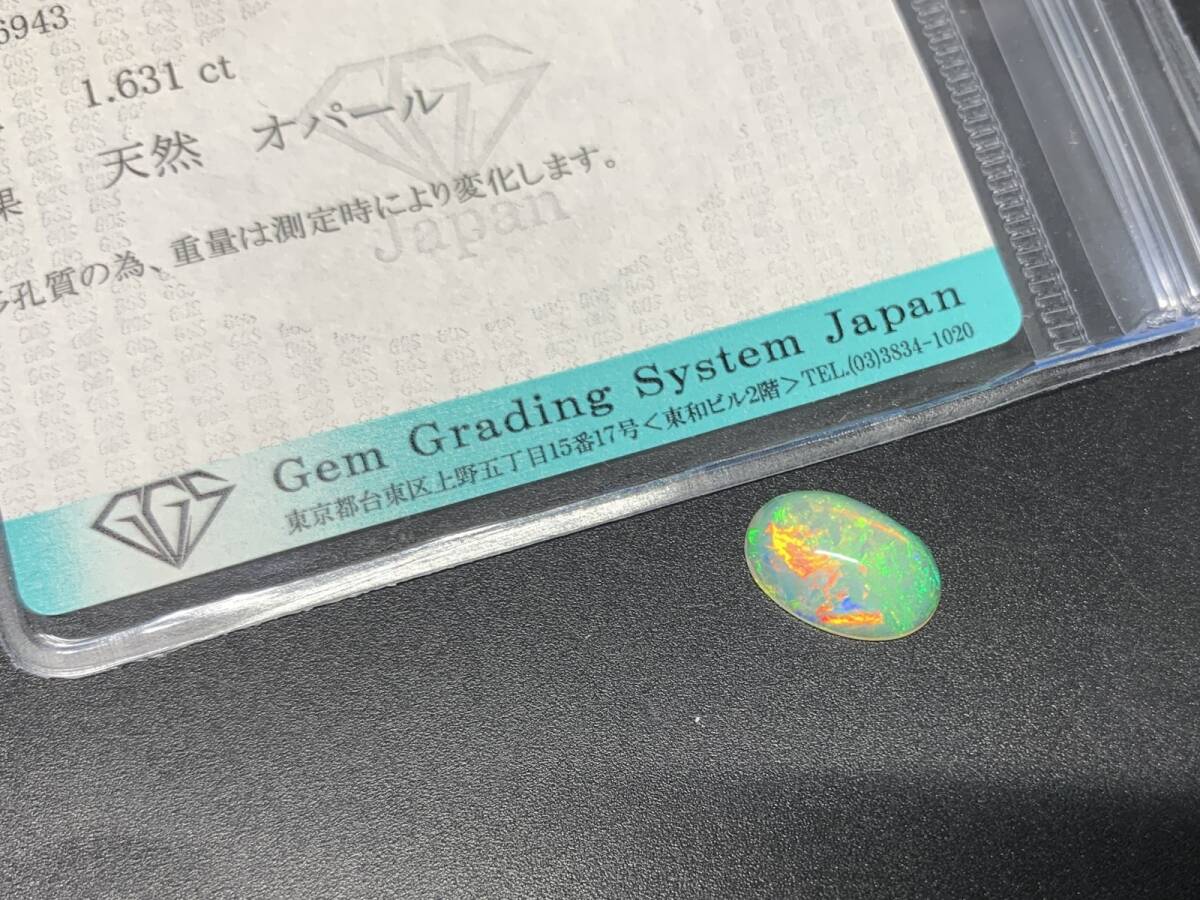 6943
1.631 ct
天然 オパール
果
多孔質の為、重量は測定時により変化します。
Japan
Gem Grading System Japan
東京都台東区上野五丁目15番17号<東和ビル2階>TEL.(03)3834-1020
GGS